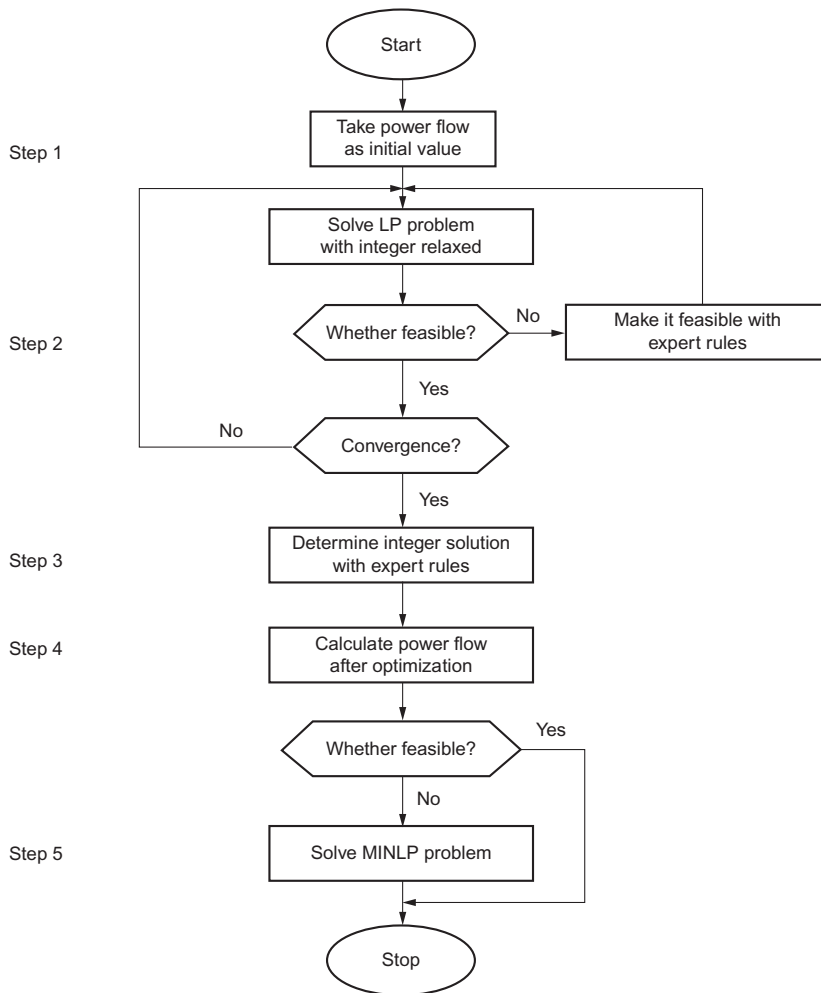 Start
Step 1
Take power flow
as initial value
Solve LP problem
with integer relaxed
Step 2
Whether feasible?
No
Make it feasible with
expert rules
Yes
No
Convergence?
Yes
Step 3
Determine integer solution
with expert rules
Step 4
Calculate power flow
after optimization
Whether feasible?
Yes
No
Step 5
Solve MINLP problem
Stop